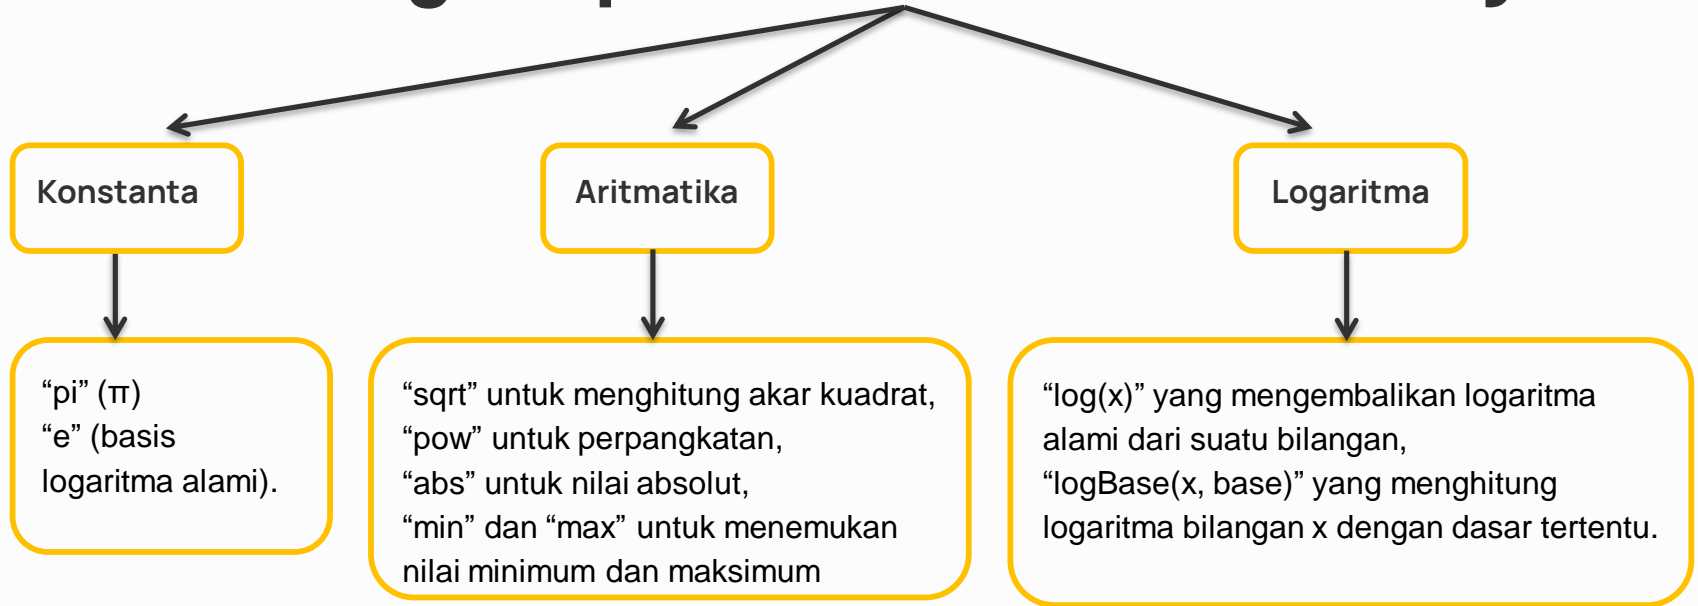 Konstanta
Aritmatika
Logaritma
“pi” (π)
“e” (basis
logaritma alami).
“sqrt” untuk menghitung akar kuadrat,
“pow” untuk perpangkatan,
“abs” untuk nilai absolut,
“min” dan “max” untuk menemukan
nilai minimum dan maksimum
“log(x)” yang mengembalikan logaritma
alami dari suatu bilangan,
“logBase(x, base)” yang menghitung
logaritma bilangan x dengan dasar tertentu.